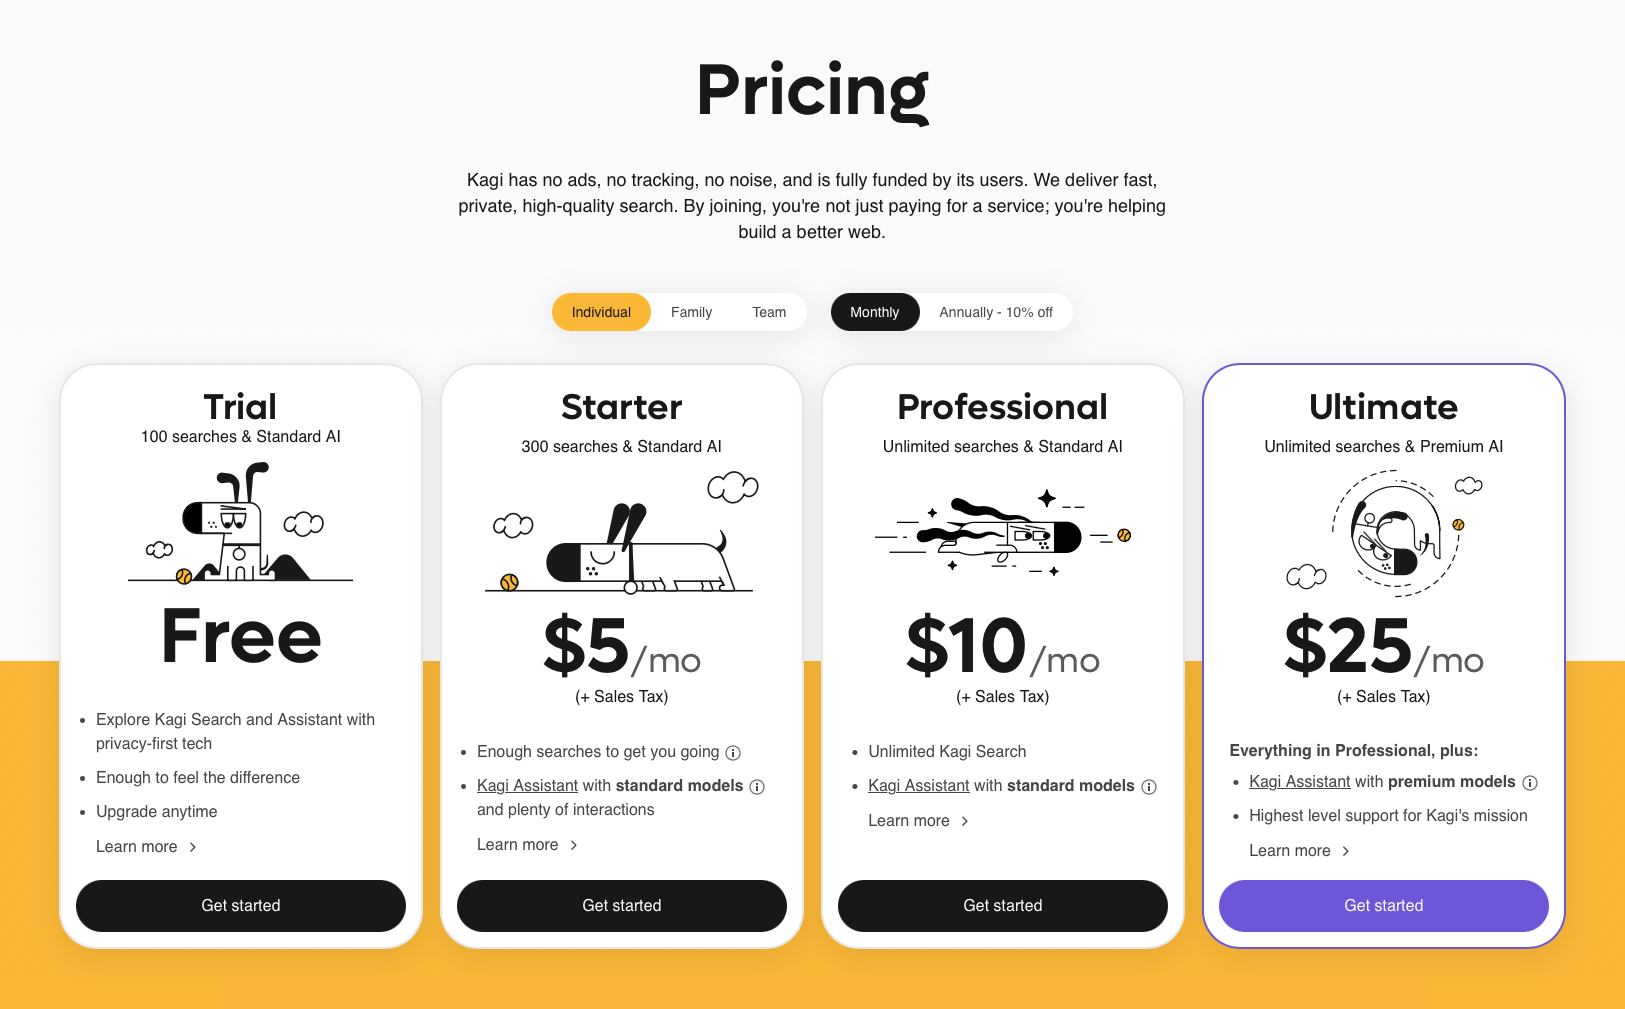 Pricing
Kagi has no ads, no tracking, no noise, and is fully funded by its users. We deliver fast,
private, high-quality search. By joining, you're not just paying for a service; you're helping
build a better web.
Individual Family Team Monthly Annually - 10% off
Trial
100 searches & Standard AI
Free
Explore Kagi Search and Assistant with
privacy-first tech
Enough to feel the difference
Upgrade anytime
Learn more
Get started
Starter
300 searches & Standard AI
$5/mo
(+ Sales Tax)
Enough searches to get you going
Kagi Assistant with standard models
and plenty of interactions
Learn more
Get started
Professional
Unlimited searches & Standard AI
$10/mo
(+ Sales Tax)
Unlimited Kagi Search
Kagi Assistant with standard models
Learn more
Get started
Ultimate
Unlimited searches & Premium AI
$25/mo
(+ Sales Tax)
Everything in Professional, plus:
Kagi Assistant with premium models
Highest level support for Kagi's mission
Learn more
Get started